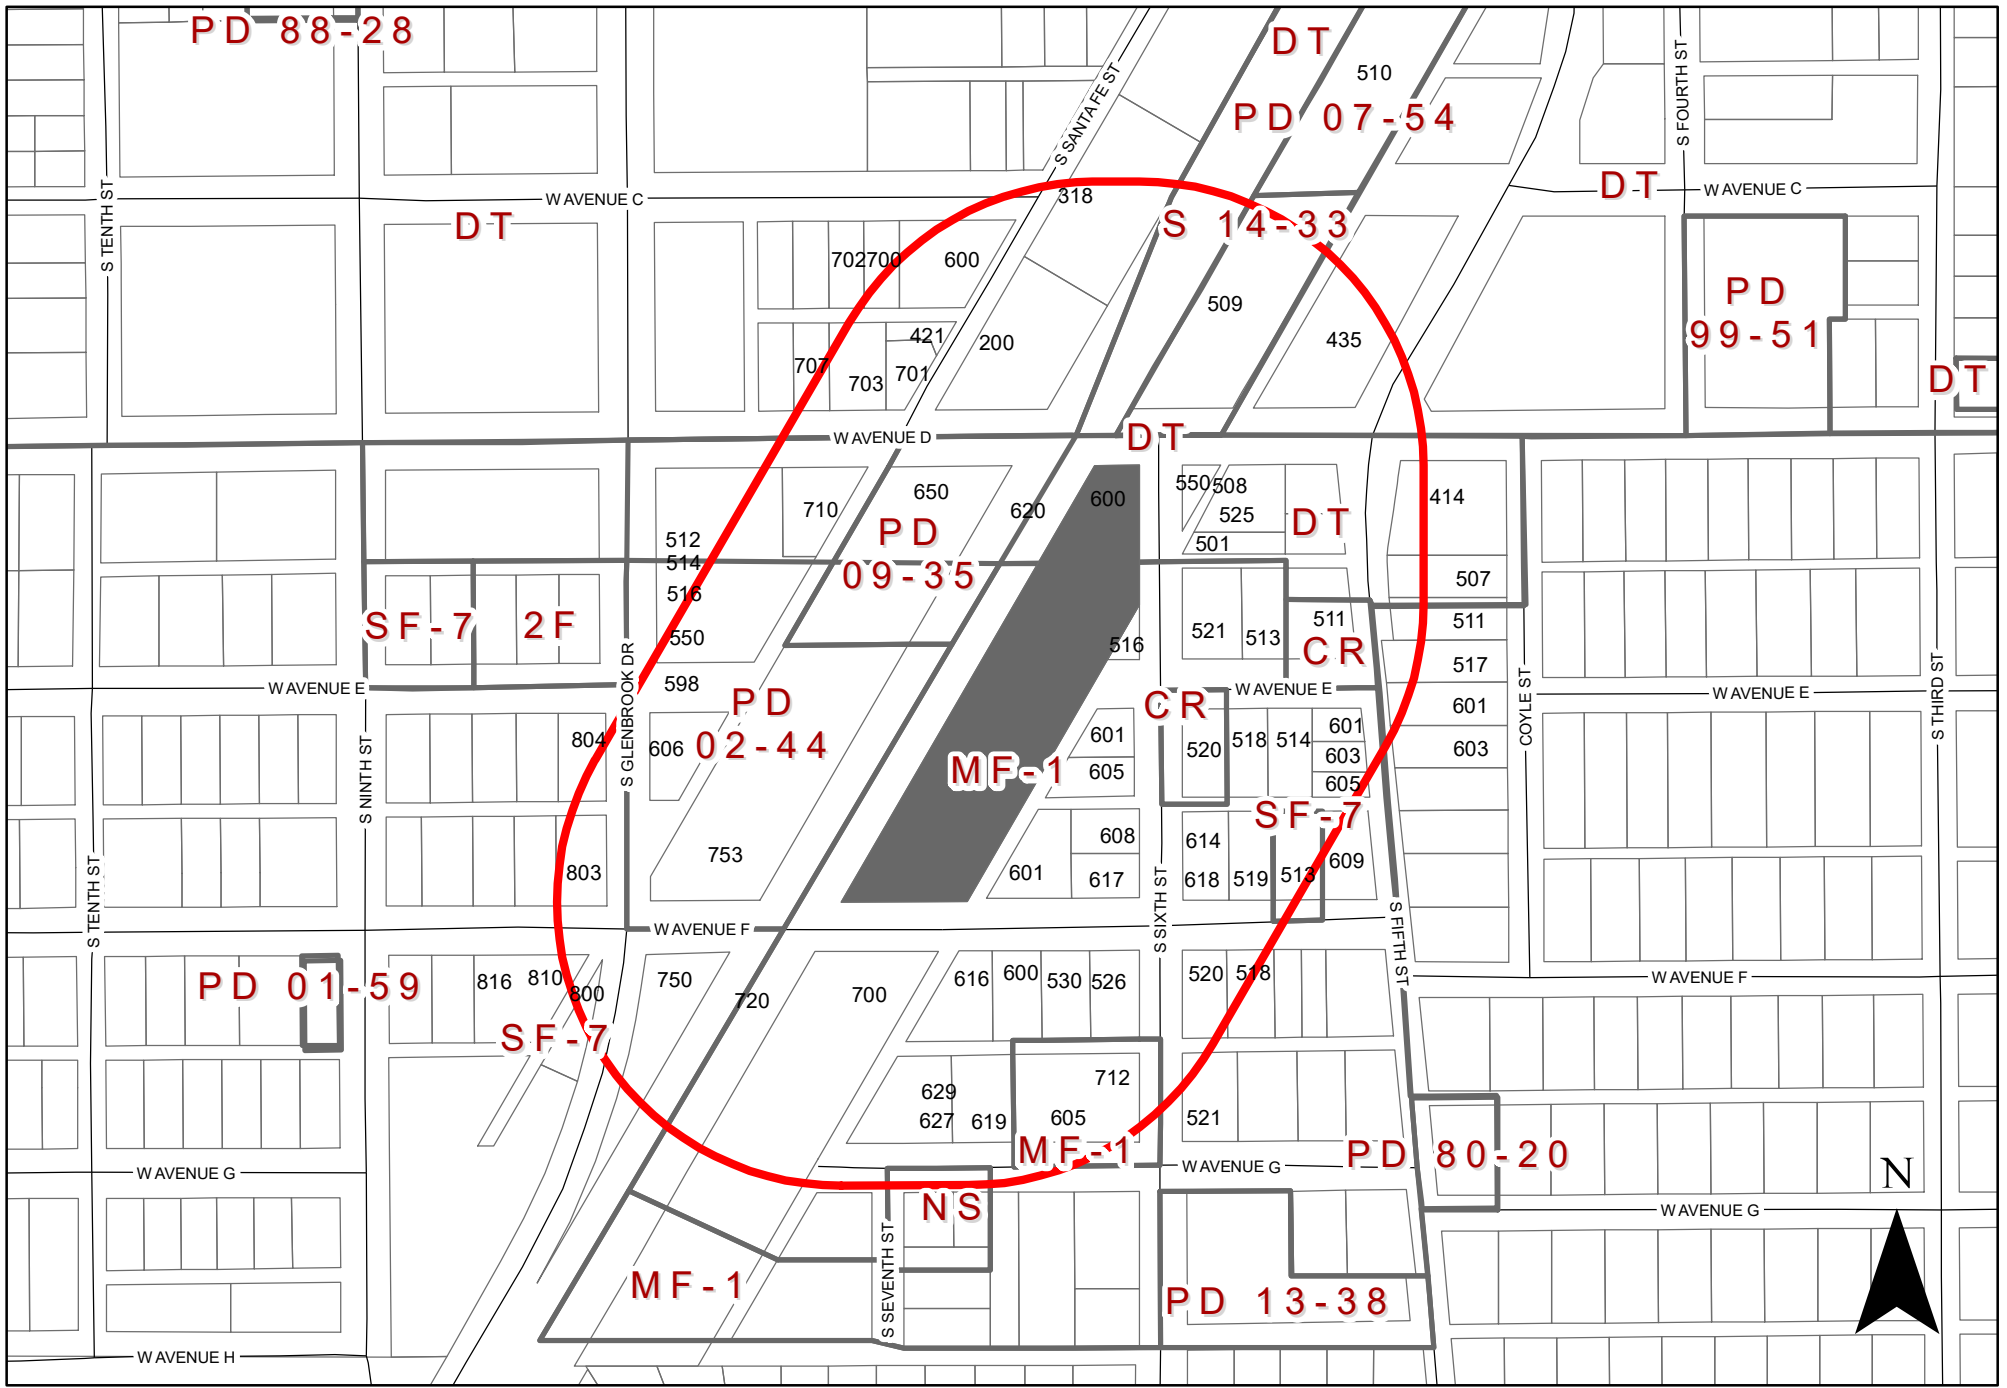 PD 88-28
DT
510
PD 07-54
S SANTA FE ST
S FOURTH ST
S TENTH ST
W AVENUE C
318
DT
W AVENUE C
DT
S 14-33
702
700
600
PD
99-51
509
421
200
435
707
703
701
DT
W AVENUE D
DT
650
600
550
508
414
710
620
525
DT
PD
09-35
512
501
514
507
516
SF-7
2F
550
516
521
513
511
511
CR
517
S GLENBROOK DR
598
W AVENUE E
W AVENUE E
W AVENUE E
COYLE ST
S THIRD ST
PD
02-44
CR
601
804
606
601
520
518
514
601
603
603
S NINTH ST
MF-1
605
605
SF-7
753
608
614
609
803
601
617
618
519
513
S TENTH ST
S SIXTH ST
W AVENUE F
S FIFTH ST
PD 01-59
816
810
800
750
720
700
616
600
530
526
520
518
W AVENUE F
SF-7
629
627
619
712
605
521
MF-1
W AVENUE G
W AVENUE G
PD 80-20
N
NS
W AVENUE G
S SEVENTH ST
MF-1
PD 13-38
W AVENUE H